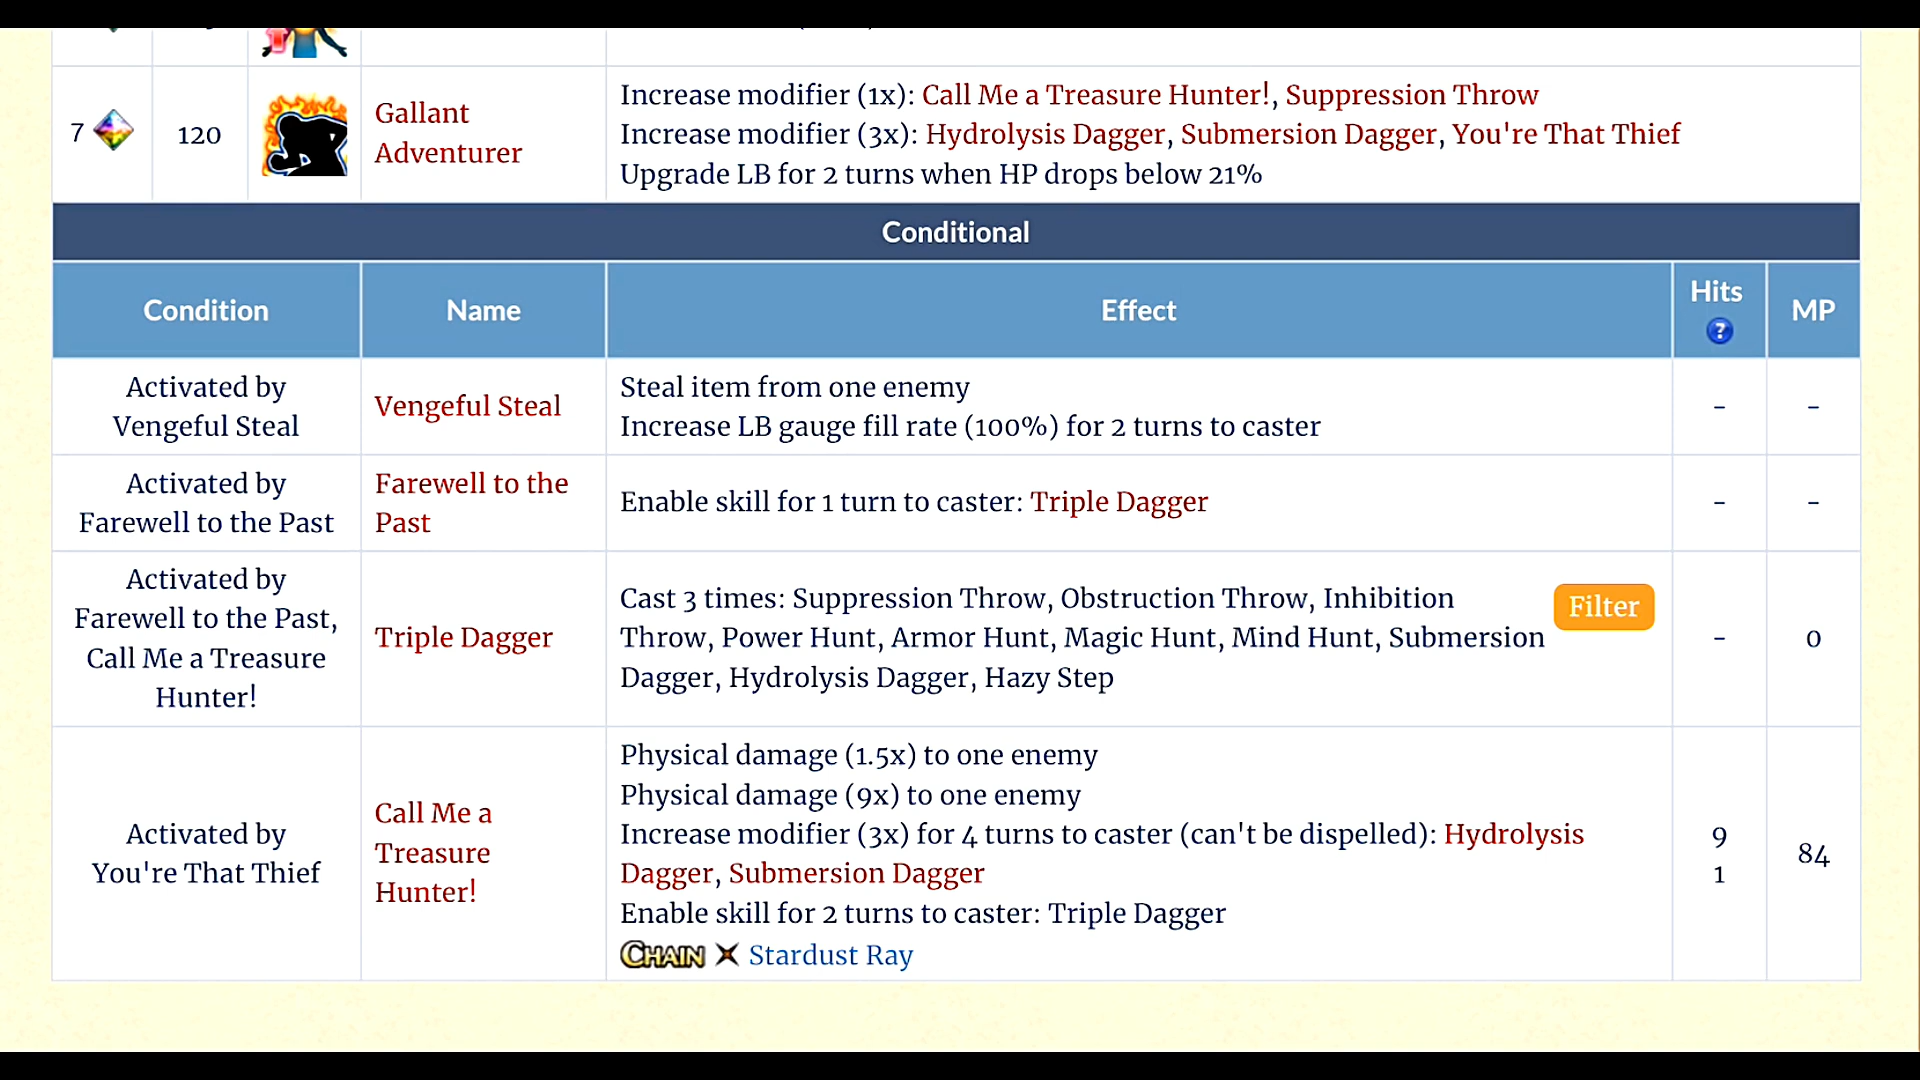 7
120
Gallant
Adventurer
Increase modifier (1x): Call Me a Treasure Hunter!, Suppression Throw
Increase modifier (3x): Hydrolysis Dagger, Submersion Dagger, You're That Thief
Upgrade LB for 2 turns when HP drops below 21%
Conditional
Condition
Name
Effect
Hits
?
MP
Activated by
Vengeful Steal
Vengeful Steal
Steal item from one enemy
Increase LB gauge fill rate (100%) for 2 turns to caster
-
-
Activated by
Farewell to the Past
Farewell to the
Past
Enable skill for 1 turn to caster: Triple Dagger
-
-
Activated by
Farewell to the Past,
Call Me a Treasure
Hunter!
Triple Dagger
Cast 3 times: Suppression Throw, Obstruction Throw, Inhibition
Throw, Power Hunt, Armor Hunt, Magic Hunt, Mind Hunt, Submersion
Dagger, Hydrolysis Dagger, Hazy Step
Filter
-
0
Activated by
You're That Thief
Call Me a
Treasure
Hunter!
Physical damage (1.5x) to one enemy
Physical damage (9x) to one enemy
Increase modifier (3x) for 4 turns to caster (can't be dispelled): Hydrolysis
Dagger, Submersion Dagger
Enable skill for 2 turns to caster: Triple Dagger
CHAIN Stardust Ray
9
1
84